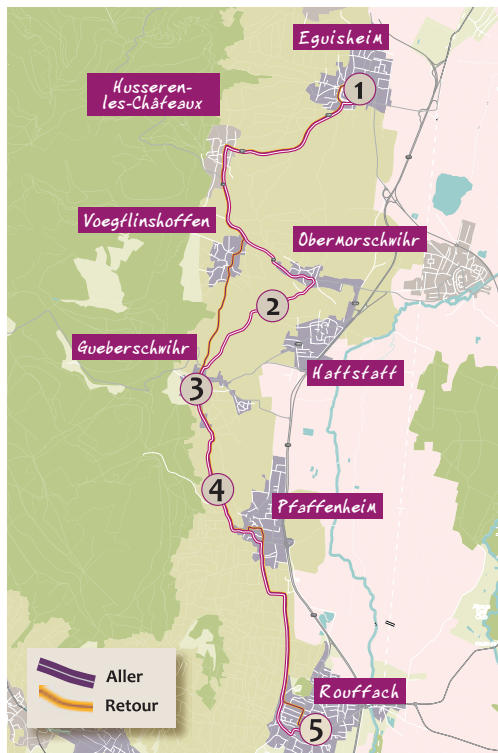 Eguisheim
1
Husseren-
les-Châteaux
Voegtlinshoffen
Obermorschwihr
2
Gueberschwihr
Hattstatt
3
4
Pfaffenheim
Rouffach
5
Aller
Retour